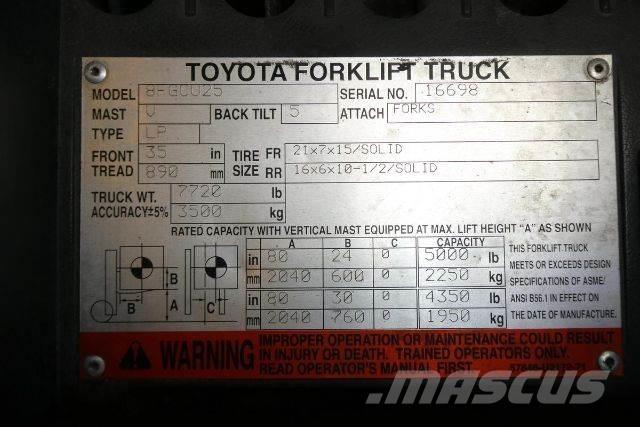 TOYOTA FORKLIFT TRUCK
MODEL 8-GCU25 SERIAL NO. 16698
MAST V BACK TILT 5 ATTACH FORKS
TYPE LP
FRONT 35 in TIRE FR 21x7x15/SOLID
TREAD 890 mm SIZE RR 16x6x10-1/2/SOLID
TRUCK WT. 7720 lb
ACCURACY±5% 3500 kg
RATED CAPACITY WITH VERTICAL MAST EQUIPPED AT MAX. LIFT HEIGHT "A" AS SHOWN
A B C CAPACITY
in 80 24 0 5000 lb
mm 2040 600 0 2250 kg
in 80 30 0 4350 lb
mm 2040 760 0 1950 kg
B B A C
THIS FORKLIFT TRUCK
MEETS OR EXCEEDS DESIGN
SPECIFICATIONS OF ASME/
ANSI B56.1 IN EFFECT ON
THE DATE OF MANUFACTURE.
WARNING
IMPROPER OPERATION OR MAINTENANCE COULD RESULT
IN INJURY OR DEATH. TRAINED OPERATORS ONLY.
READ OPERATOR'S MANUAL FIRST.
MASCUS